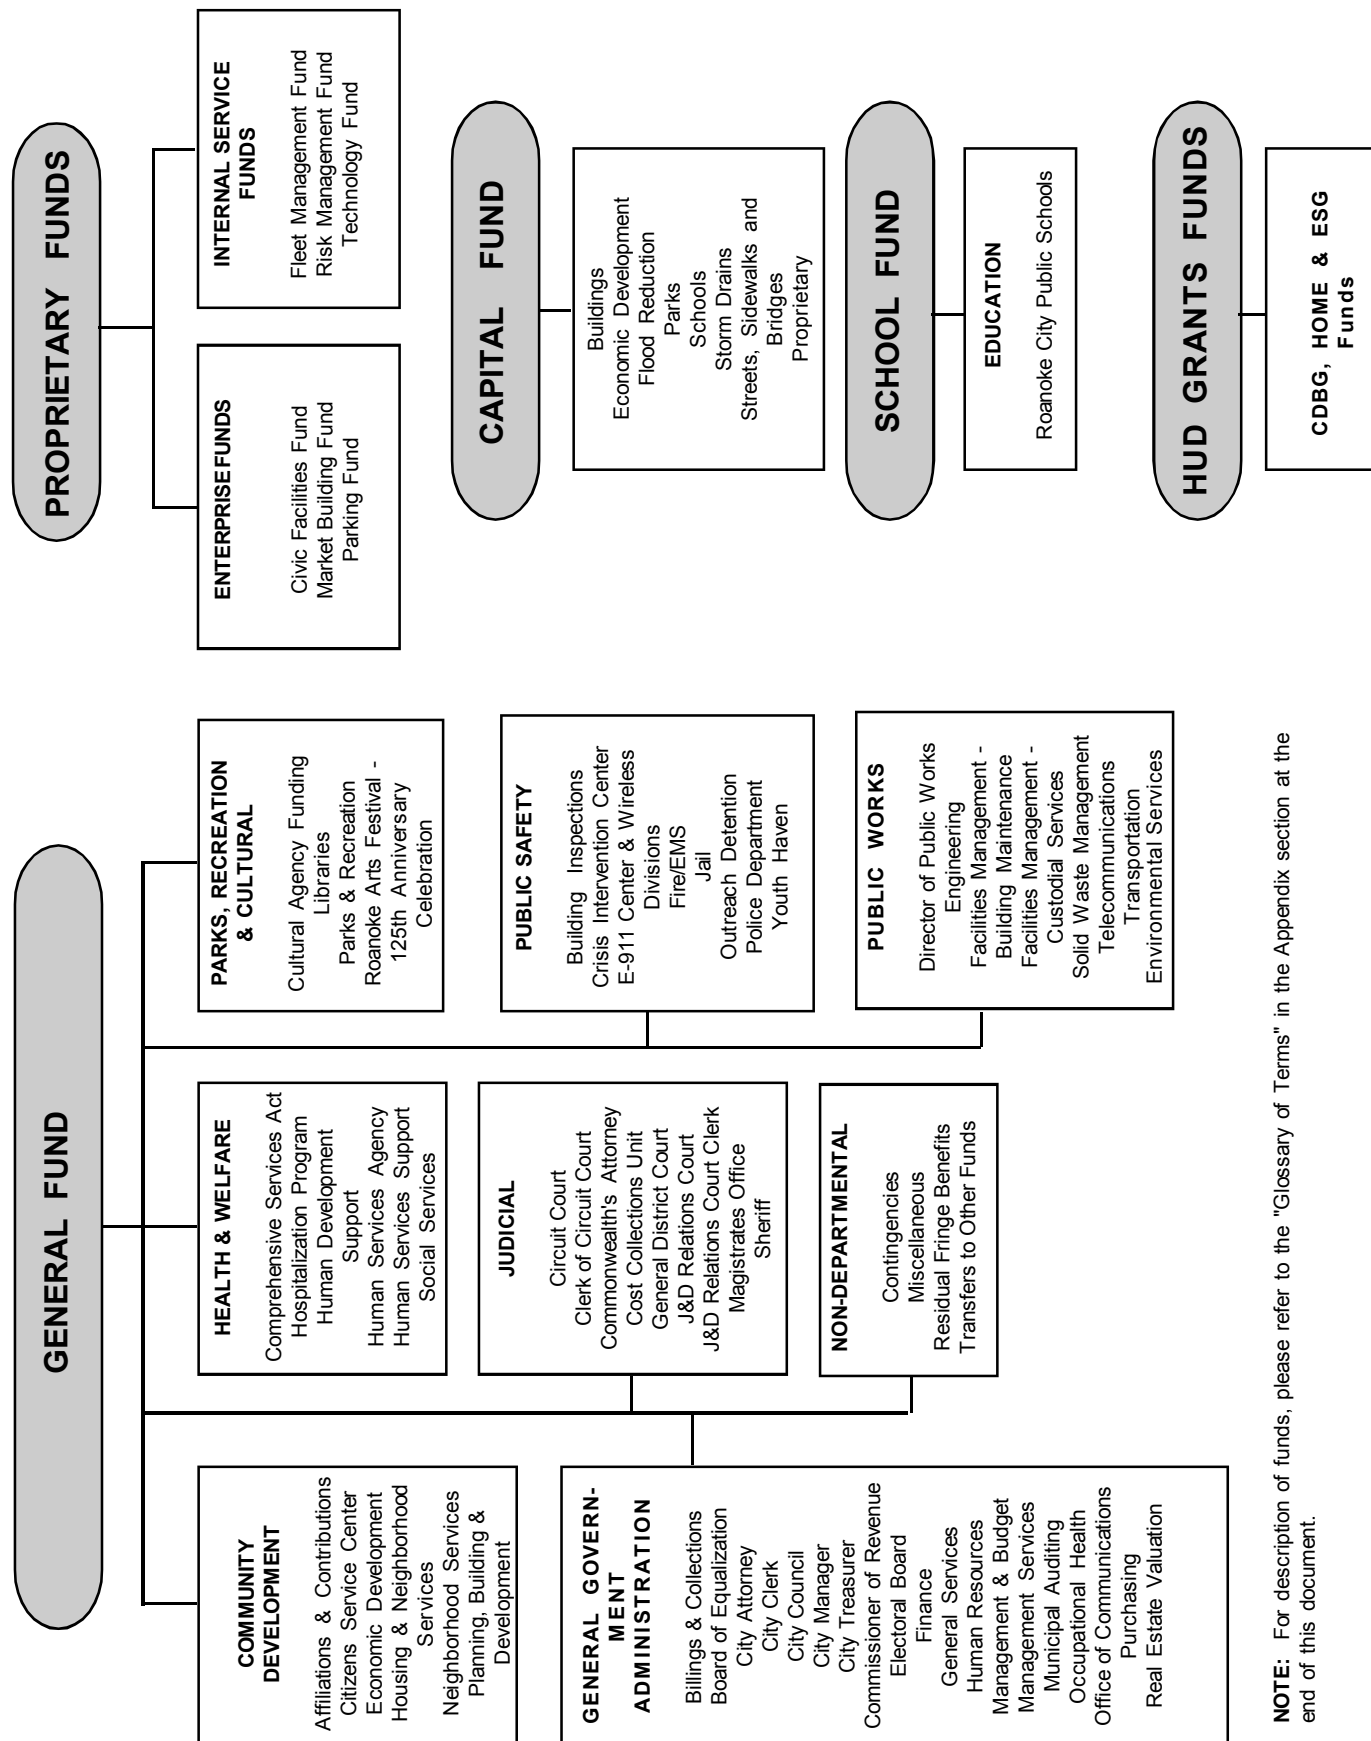 GENERAL FUND
COMMUNITY
DEVELOPMENT
Affiliations & Contributions
Citizens Service Center
Economic Development
Housing & Neighborhood
Services
Neighborhood Services
Planning, Building &
Development
GENERAL GOVERN-
MENT
ADMINISTRATION
Billings & Collections
Board of Equalization
City Attorney
City Clerk
City Council
City Manager
City Treasurer
Commissioner of Revenue
Electoral Board
Finance
General Services
Human Resources
Management & Budget
Management Services
Municipal Auditing
Occupational Health
Office of Communications
Purchasing
Real Estate Valuation
HEALTH & WELFARE
Comprehensive Services Act
Hospitalization Program
Human Development
Support
Human Services Agency
Human Services Support
Social Services
JUDICIAL
Circuit Court
Clerk of Circuit Court
Commonwealth's Attorney
Cost Collections Unit
General District Court
J&D Relations Court
J&D Relations Court Clerk
Magistrates Office
Sheriff
NON-DEPARTMENTAL
Contingencies
Miscellaneous
Residual Fringe Benefits
Transfers to Other Funds
PARKS, RECREATION
& CULTURAL
Cultural Agency Funding
Libraries
Parks & Recreation
Roanoke Arts Festival -
125th Anniversary
Celebration
PUBLIC SAFETY
Building Inspections
Crisis Intervention Center
E-911 Center & Wireless
Divisions
Fire/EMS
Jail
Outreach Detention
Police Department
Youth Haven
PUBLIC WORKS
Director of Public Works
Engineering
Facilities Management -
Building Maintenance
Facilities Management -
Custodial Services
Solid Waste Management
Telecommunications
Transportation
Environmental Services
PROPRIETARY FUNDS
ENTERPRISE FUNDS
Civic Facilities Fund
Market Building Fund
Parking Fund
INTERNAL SERVICE
FUNDS
Fleet Management Fund
Risk Management Fund
Technology Fund
CAPITAL FUND
Buildings
Economic Development
Flood Reduction
Parks
Schools
Storm Drains
Streets, Sidewalks and
Bridges
Proprietary
SCHOOL FUND
EDUCATION
Roanoke City Public Schools
HUD GRANTS FUNDS
CDBG, HOME & ESG
Funds
NOTE: For description of funds, please refer to the "Glossary of Terms" in the Appendix section at the
end of this document.